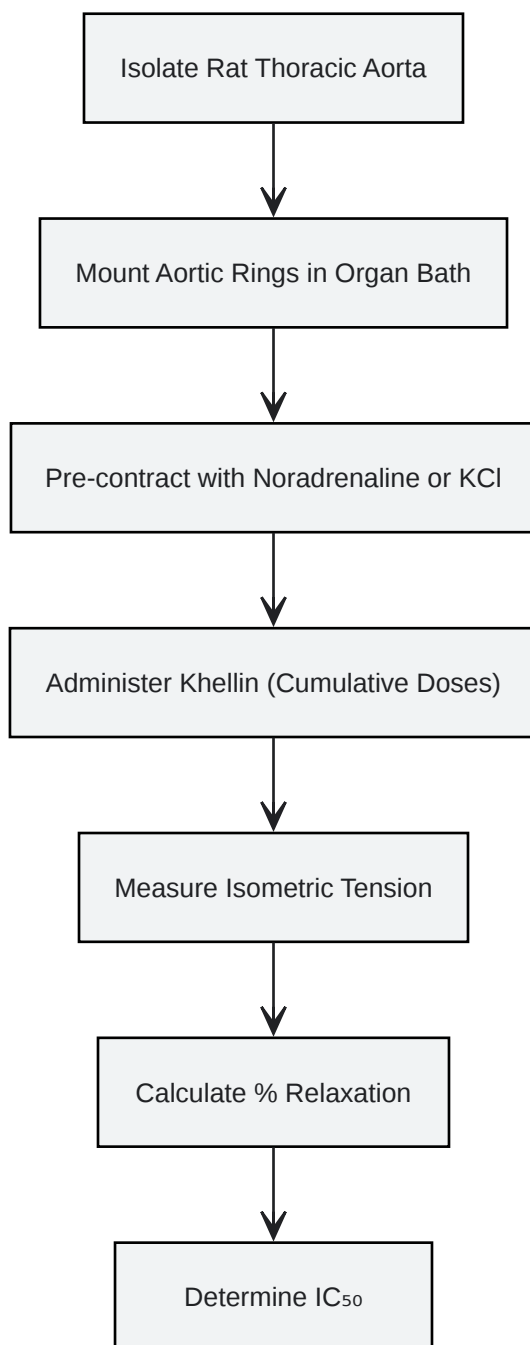 Isolate Rat Thoracic Aorta
Mount Aortic Rings in Organ Bath
Pre-contract with Noradrenaline or KCl
Administer Khellin (Cumulative Doses)
Measure Isometric Tension
Calculate % Relaxation
Determine IC₅₀